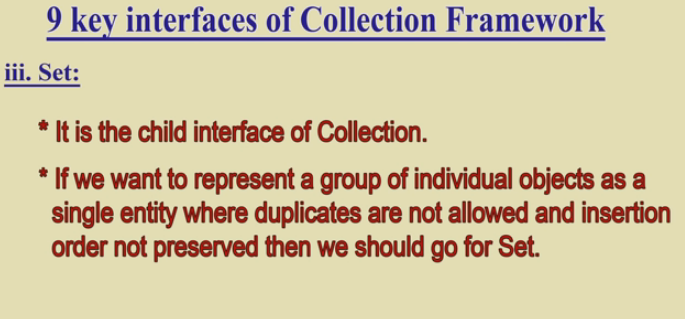 9 key interfaces of Collection Framework
iii. Set:
* It is the child interface of Collection.
* If we want to represent a group of individual objects as a
single entity where duplicates are not allowed and insertion
order not preserved then we should go for Set.